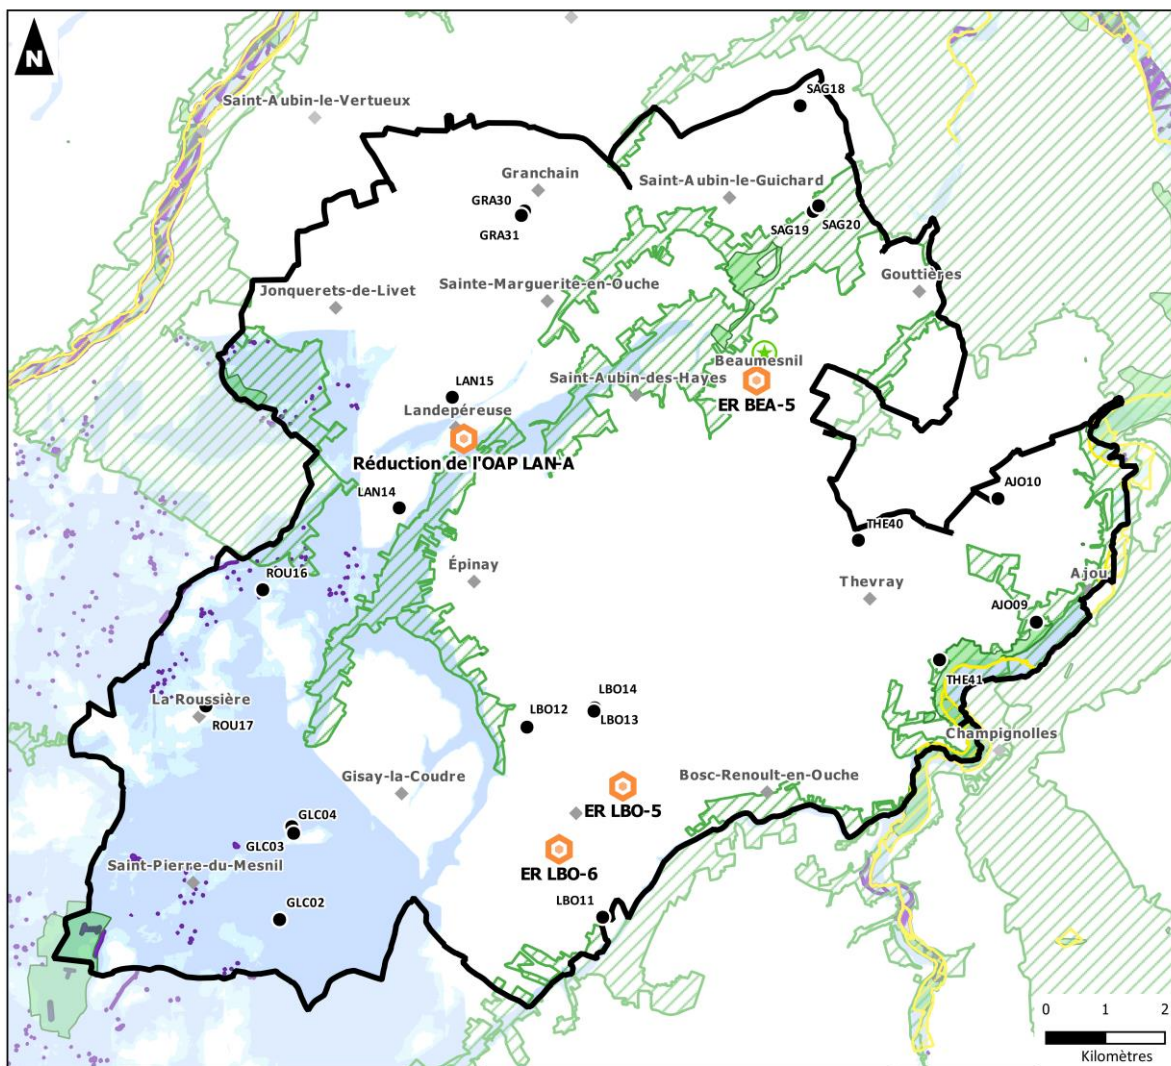 N
SAG18
Saint-Aubin-le-Vertueux
Granchain
Saint-Aubin-le-Guichard
GRA30
GRA31
SAG19
SAG20
Gouttières
Sainte-Marguerite-en-Ouche
Jonquerets-de-Livet
Beaumesnil
ER BEA-5
Saint-Aubin-des-Hayes
LAN15
Landepéreuse
Réduction de l'OAP LAN-A
LAN14
AJO10
THE40
Épinay
Thevray
Ajou
ROU16
AJO09
THE41
La Roussière
ROU17
LBO14
LBO12
LBO13
Champignolles
Gisay-la-Coudre
Bosc-Renoult-en-Ouche
ER LBO-5
GLC04
GLC03
Saint-Pierre-du-Mesnil
ER LBO-6
GLC02
LBO11
0 1 2
Kilomètres